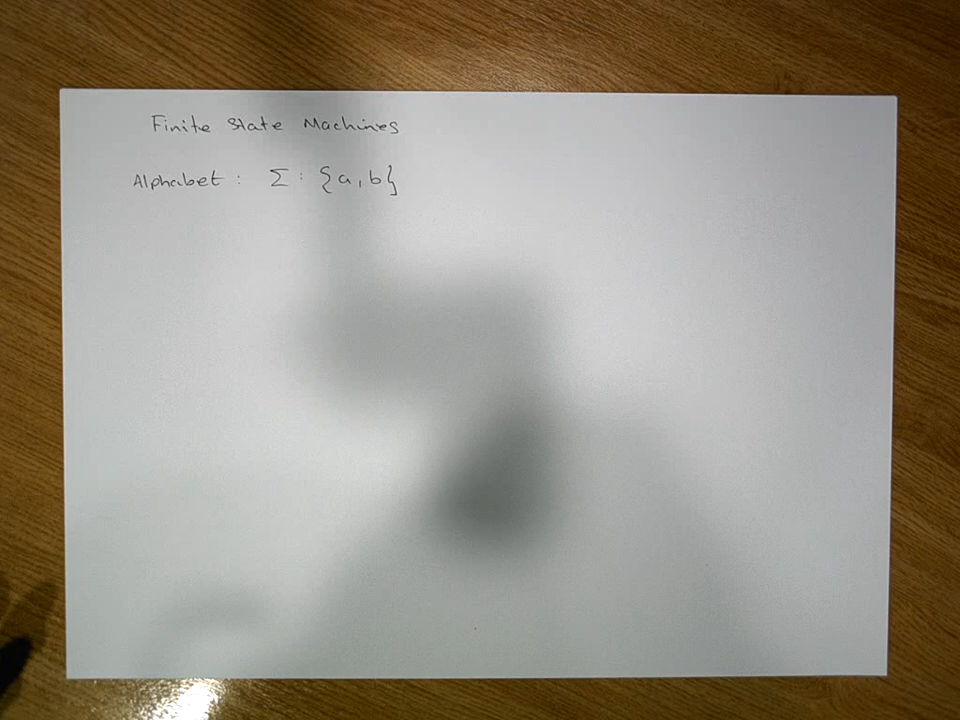 Finite State Machines
Alphabet : Σ : {a, b}